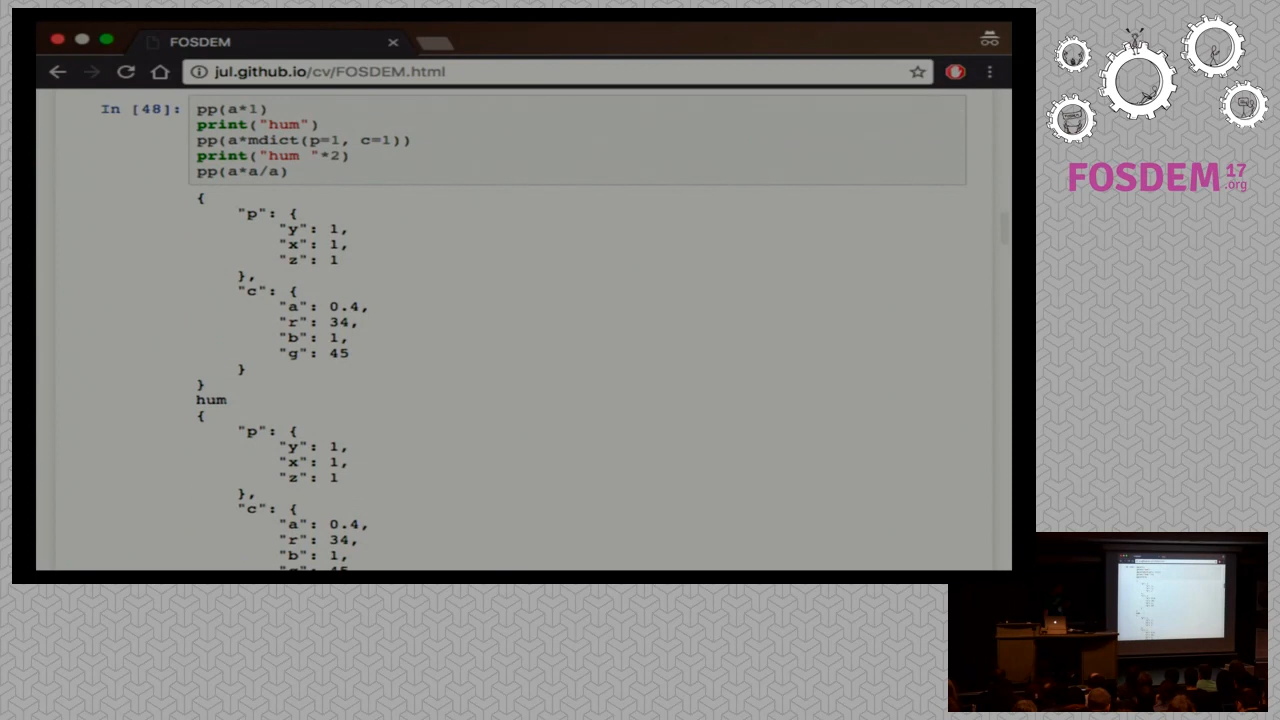 FOSDEM
jul.github.io/cv/FOSDEM.html
In [48]: pp(a*1)
print("hum")
pp(a*mdict(p=1, c=1))
print("hum "*2)
pp(a*a/a)
{
"p": {
"y": 1,
"x": 1,
"z": 1
},
"c": {
"a": 0.4,
"r": 34,
"b": 1,
"g": 45
}
}
hum
{
"p": {
"y": 1,
"x": 1,
"z": 1
},
"c": {
"a": 0.4,
"r": 34,
"b": 1,
FOSDEM 17
.org